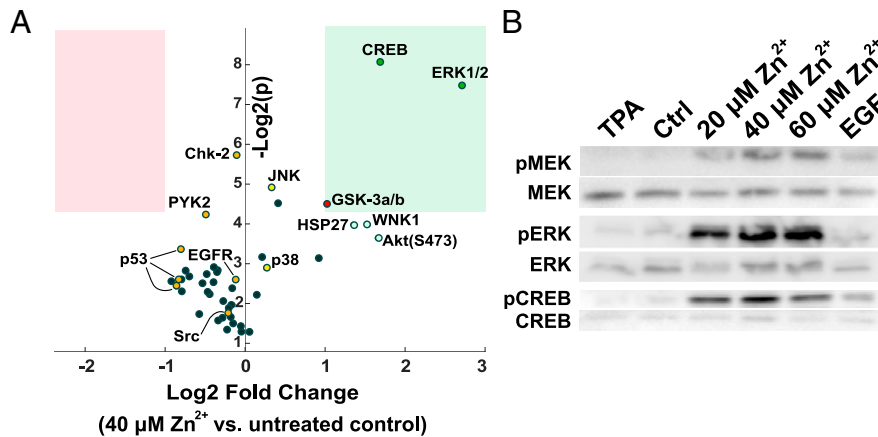 A
-Log2(p)
8
7
6
5
4
3
2
1
CREB
ERK1/2
Chk-2
JNK
PYK2
GSK-3a/b
HSP27
WNK1
Akt(S473)
p53
EGFR
p38
Src
-2
-1
0
1
2
3
Log2 Fold Change
(40 µM Zn²⁺ vs. untreated control)
B
TPA
Ctrl
20 µM Zn²⁺
40 µM Zn²⁺
60 µM Zn²⁺
EGF
pMEK
MEK
pERK
ERK
pCREB
CREB